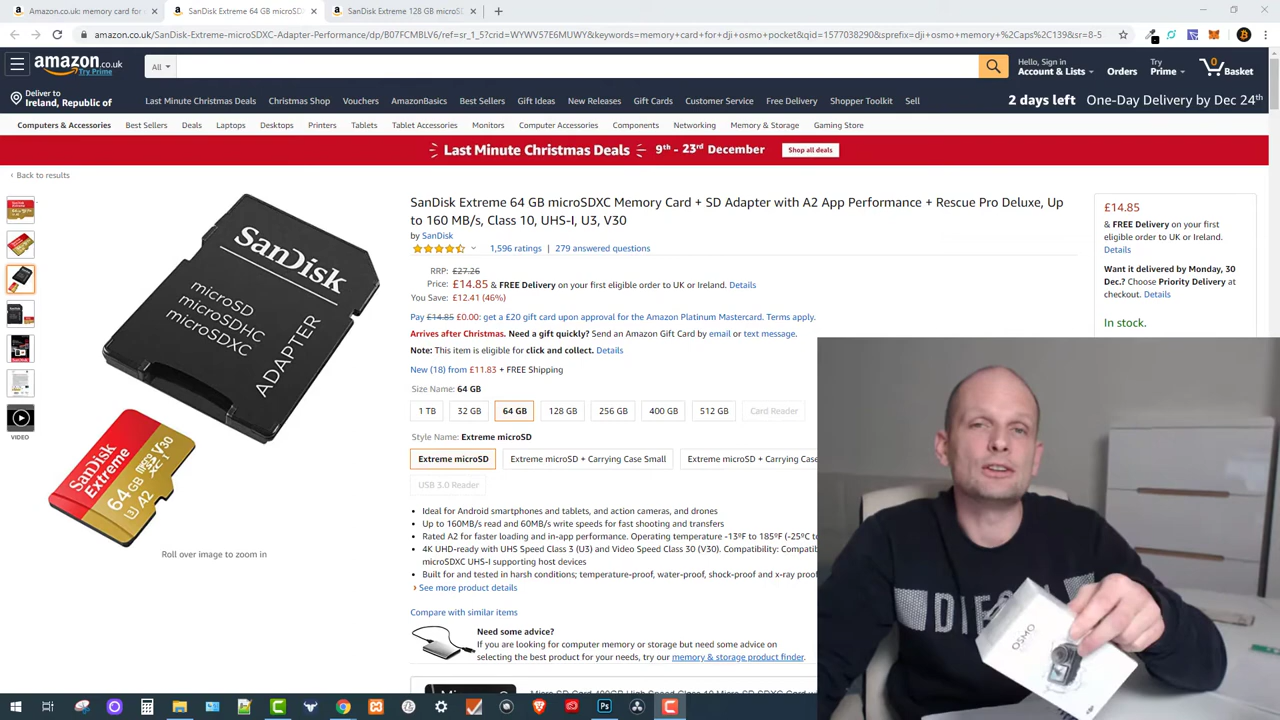 Amazon.co.uk: memory card for d
SanDisk Extreme 64 GB microSD
SanDisk Extreme 128 GB microSD
amazon.co.uk/SanDisk-Extreme-microSDXC-Adapter-Performance/dp/B07FCMBLV6/ref=sr_1_5?crid=WYWV57E6MUWY&keywords=memory+card+for+dji+osmo+pocket&qid=1577038290&sprefix=dji+osmo+memory+%2Caps%2C139&sr=8-5
amazon.co.uk
Try Prime
All
Hello, Sign in
Account & Lists
Orders
Try
Prime
0
Basket
Deliver to
Ireland, Republic of
Last Minute Christmas Deals
Christmas Shop
Vouchers
AmazonBasics
Best Sellers
Gift Ideas
New Releases
Gift Cards
Customer Service
Free Delivery
Shopper Toolkit
Sell
2 days left One-Day Delivery by Dec 24th*
Computers & Accessories
Best Sellers
Deals
Laptops
Desktops
Printers
Tablets
Tablet Accessories
Monitors
Computer Accessories
Components
Networking
Memory & Storage
Gaming Store
Last Minute Christmas Deals 9th - 23rd December
Shop all deals
‹ Back to results
SanDisk
microSD
microSDHC
microSDXC
ADAPTER
SanDisk
Extreme
64 GB
microSD
XC I
V30
U3 A2
VIDEO
Roll over image to zoom in
SanDisk Extreme 64 GB microSDXC Memory Card + SD Adapter with A2 App Performance + Rescue Pro Deluxe, Up
to 160 MB/s, Class 10, UHS-I, U3, V30
by SanDisk
1,596 ratings | 279 answered questions
RRP: £27.26
Price: £14.85 & FREE Delivery on your first eligible order to UK or Ireland. Details
You Save: £12.41 (46%)
Pay £14.85 £0.00: get a £20 gift card upon approval for the Amazon Platinum Mastercard. Terms apply.
Arrives after Christmas. Need a gift quickly? Send an Amazon Gift Card by email or text message.
Note: This item is eligible for click and collect. Details
New (18) from £11.83 + FREE Shipping
Size Name: 64 GB
1 TB
32 GB
64 GB
128 GB
256 GB
400 GB
512 GB
Card Reader
Style Name: Extreme microSD
Extreme microSD
Extreme microSD + Carrying Case Small
Extreme microSD + Carrying Case
USB 3.0 Reader
• Ideal for Android smartphones and tablets, and action cameras, and drones
• Up to 160MB/s read and 60MB/s write speeds for fast shooting and transfers
• Rated A2 for faster loading and in-app performance. Operating temperature -13ºF to 185ºF (-25ºC to
• 4K UHD-ready with UHS Speed Class 3 (U3) and Video Speed Class 30 (V30). Compatibility: Compatib
microSDXC UHS-I supporting host devices
• Built for and tested in harsh conditions; temperature-proof, water-proof, shock-proof and x-ray proof
› See more product details
Compare with similar items
Need some advice?
If you are looking for computer memory or storage but need some advice on
selecting the best product for your needs, try our memory & storage product finder.
Micro SD Card 400GB High Speed Class 10 Micro SD SDXC Card
£14.85
& FREE Delivery on your first
eligible order to UK or Ireland.
Details
Want it delivered by Monday, 30
Dec.? Choose Priority Delivery at
checkout. Details
In stock.
OSMO